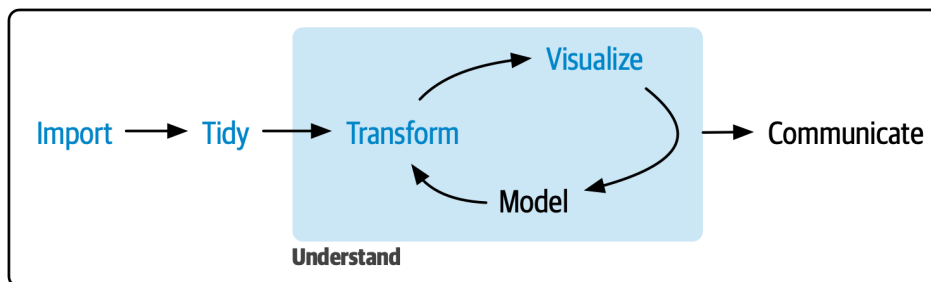 Visualize
Import Tidy Transform Communicate
Model
Understand